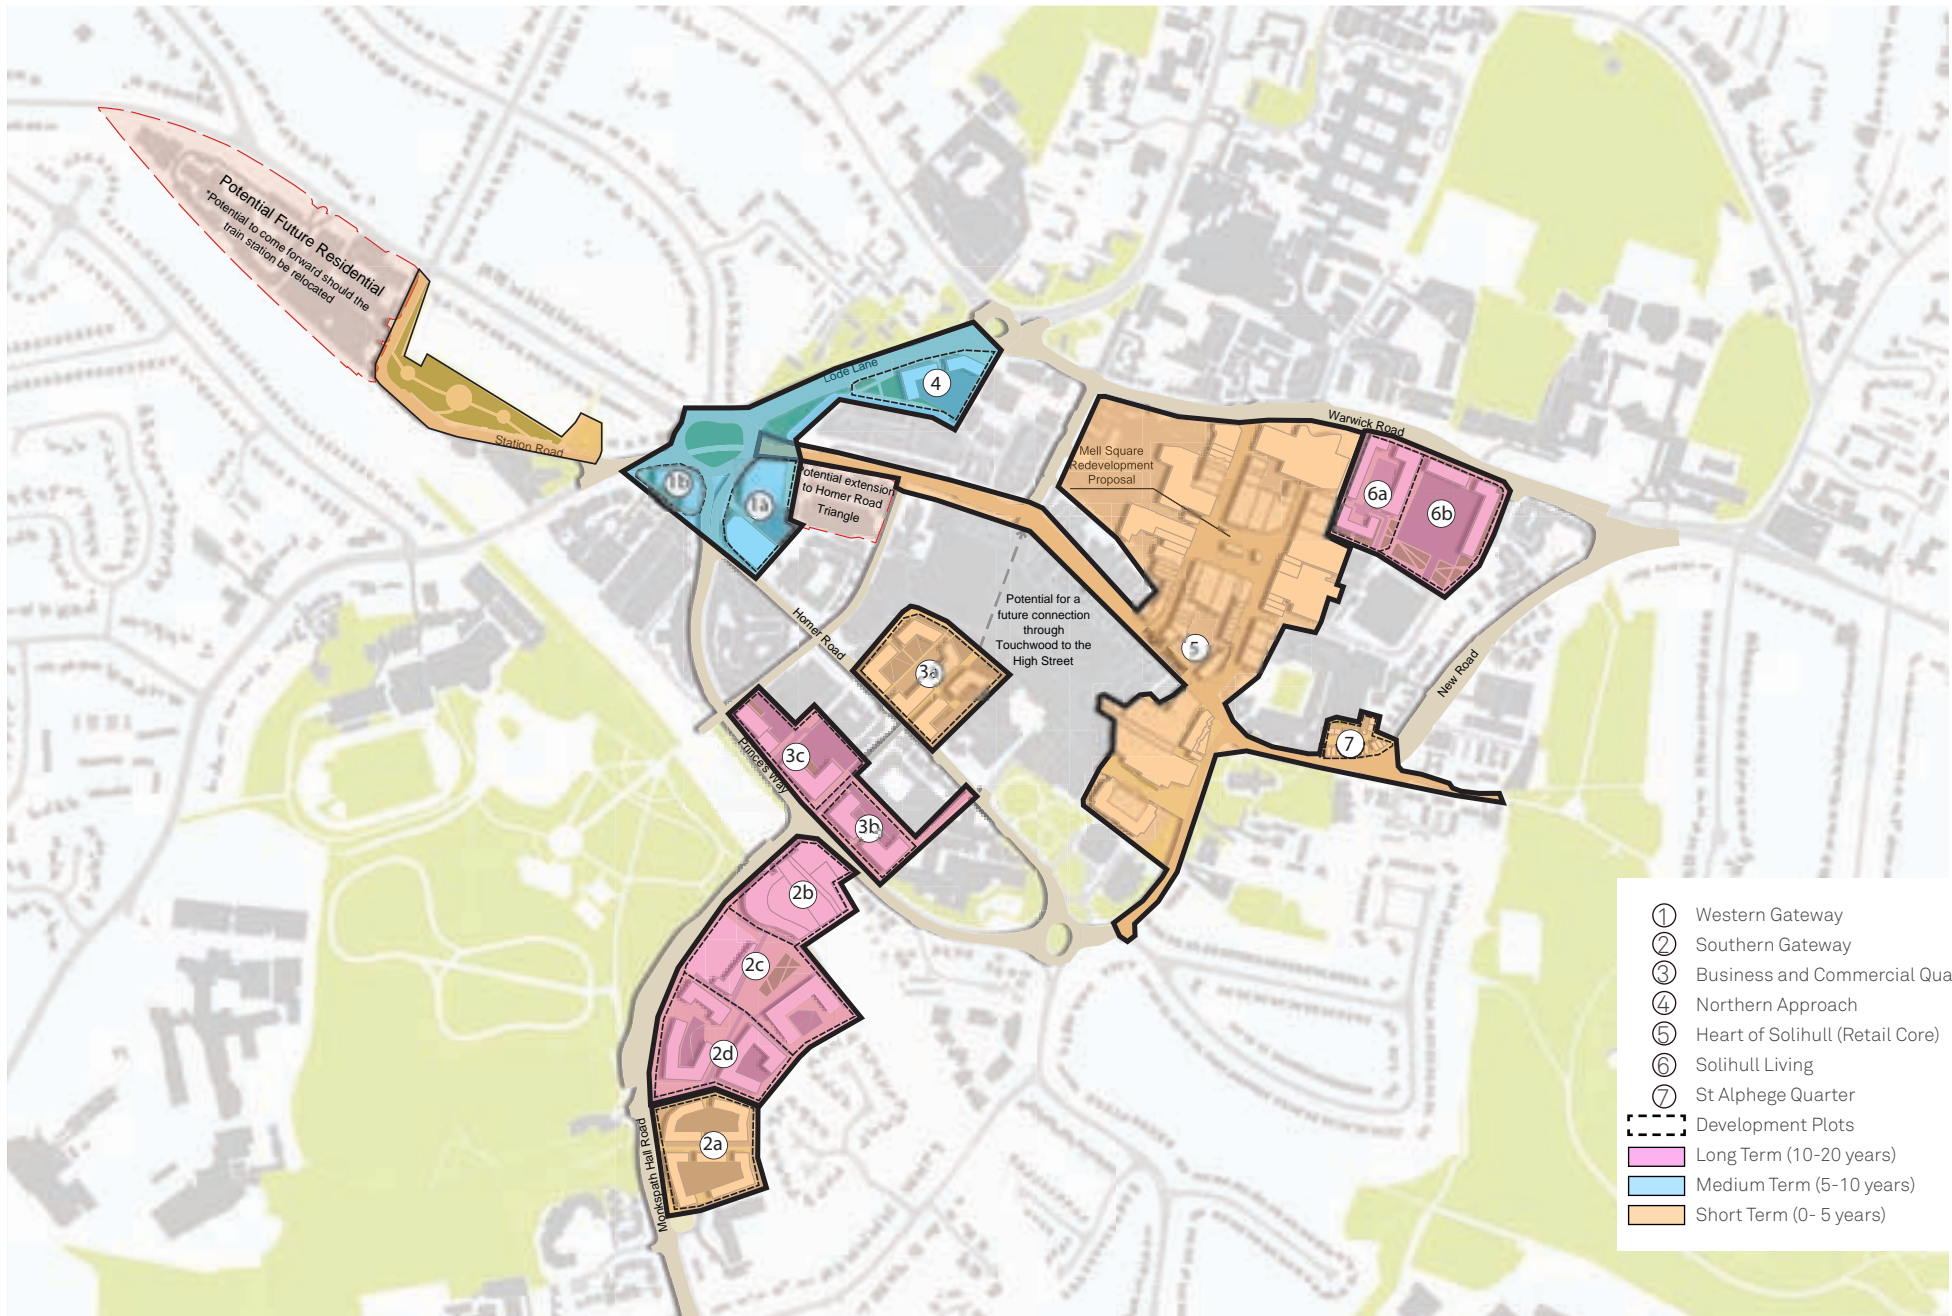 Potential Future Residential
*Potential to come forward should the
train station be relocated
Station Road
Lode Lane
4
1b
1a
Potential extension
to Homer Road
Triangle
Mell Square
Redevelopment
Proposal
Warwick Road
6a
6b
Homer Road
Potential for a
future connection
through
Touchwood to the
High Street
3a
5
New Road
7
3c
Prince's Way
3b
2b
2c
2d
2a
Monkspath Hall Road
1 Western Gateway
2 Southern Gateway
3 Business and Commercial Qua
4 Northern Approach
5 Heart of Solihull (Retail Core)
6 Solihull Living
7 St Alphege Quarter
Development Plots
Long Term (10-20 years)
Medium Term (5-10 years)
Short Term (0- 5 years)